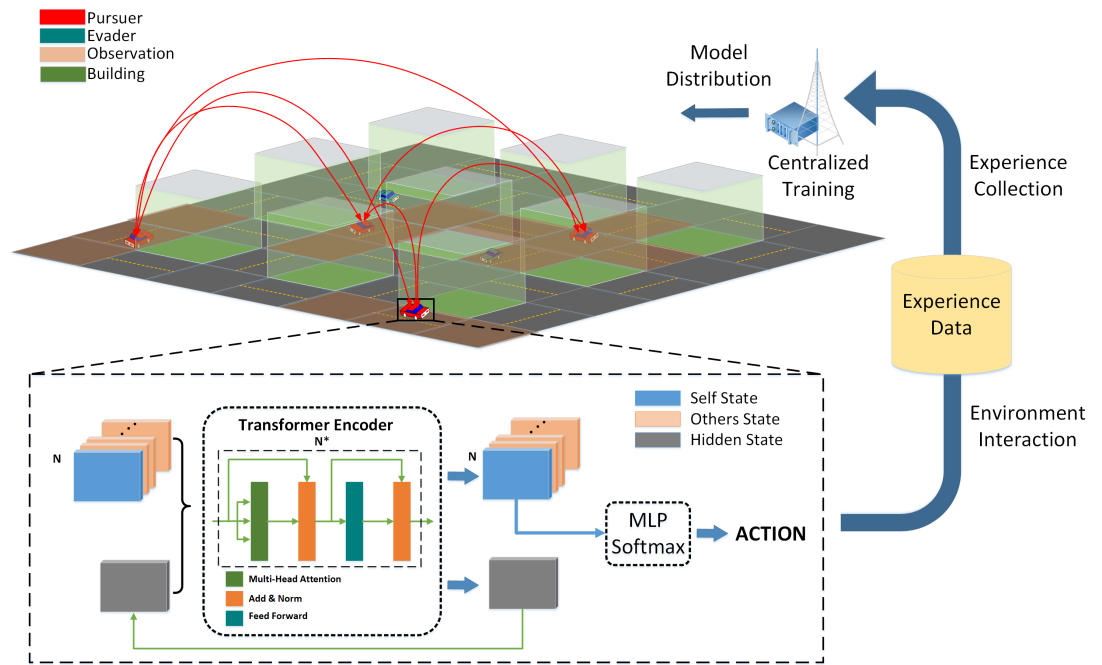 Pursuer
Evader
Observation
Building
Model
Distribution
Centralized
Training
Experience
Collection
Experience
Data
Environment
Interaction
Self State
Others State
Hidden State
N
Transformer Encoder
N*
Multi-Head Attention
Add & Norm
Feed Forward
N
MLP
Softmax
ACTION